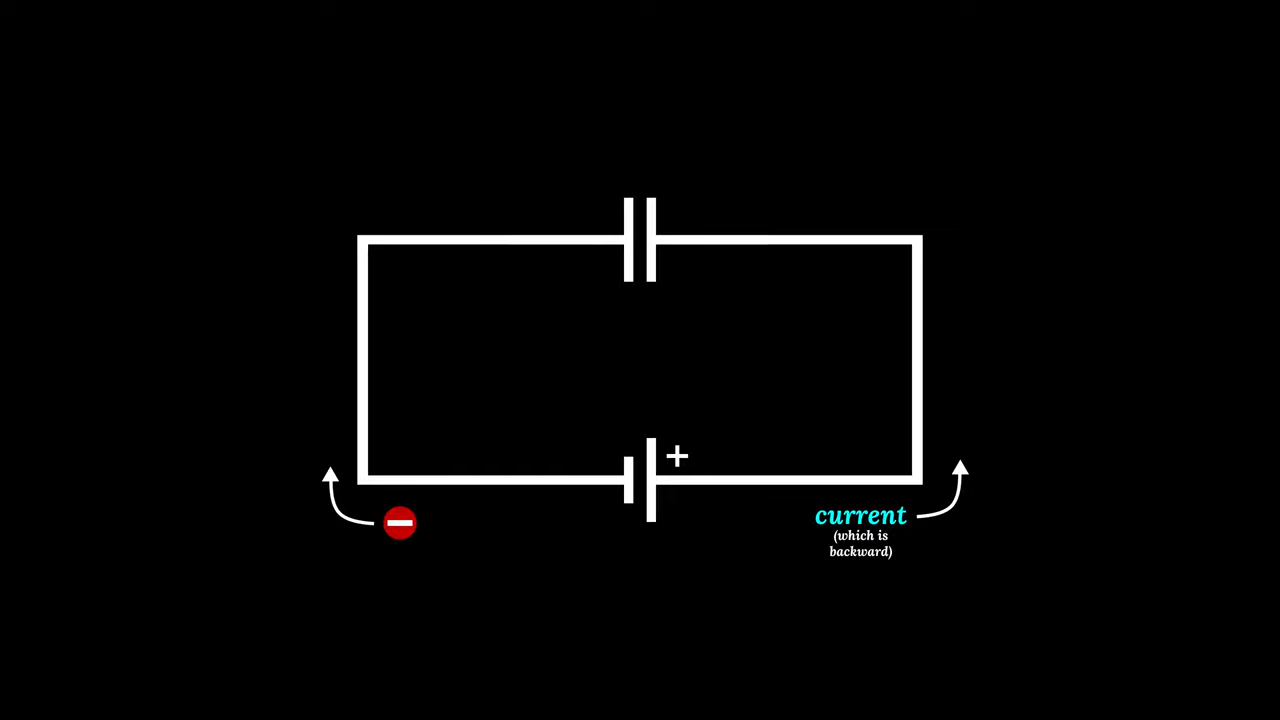 +
current
(which is
backward)